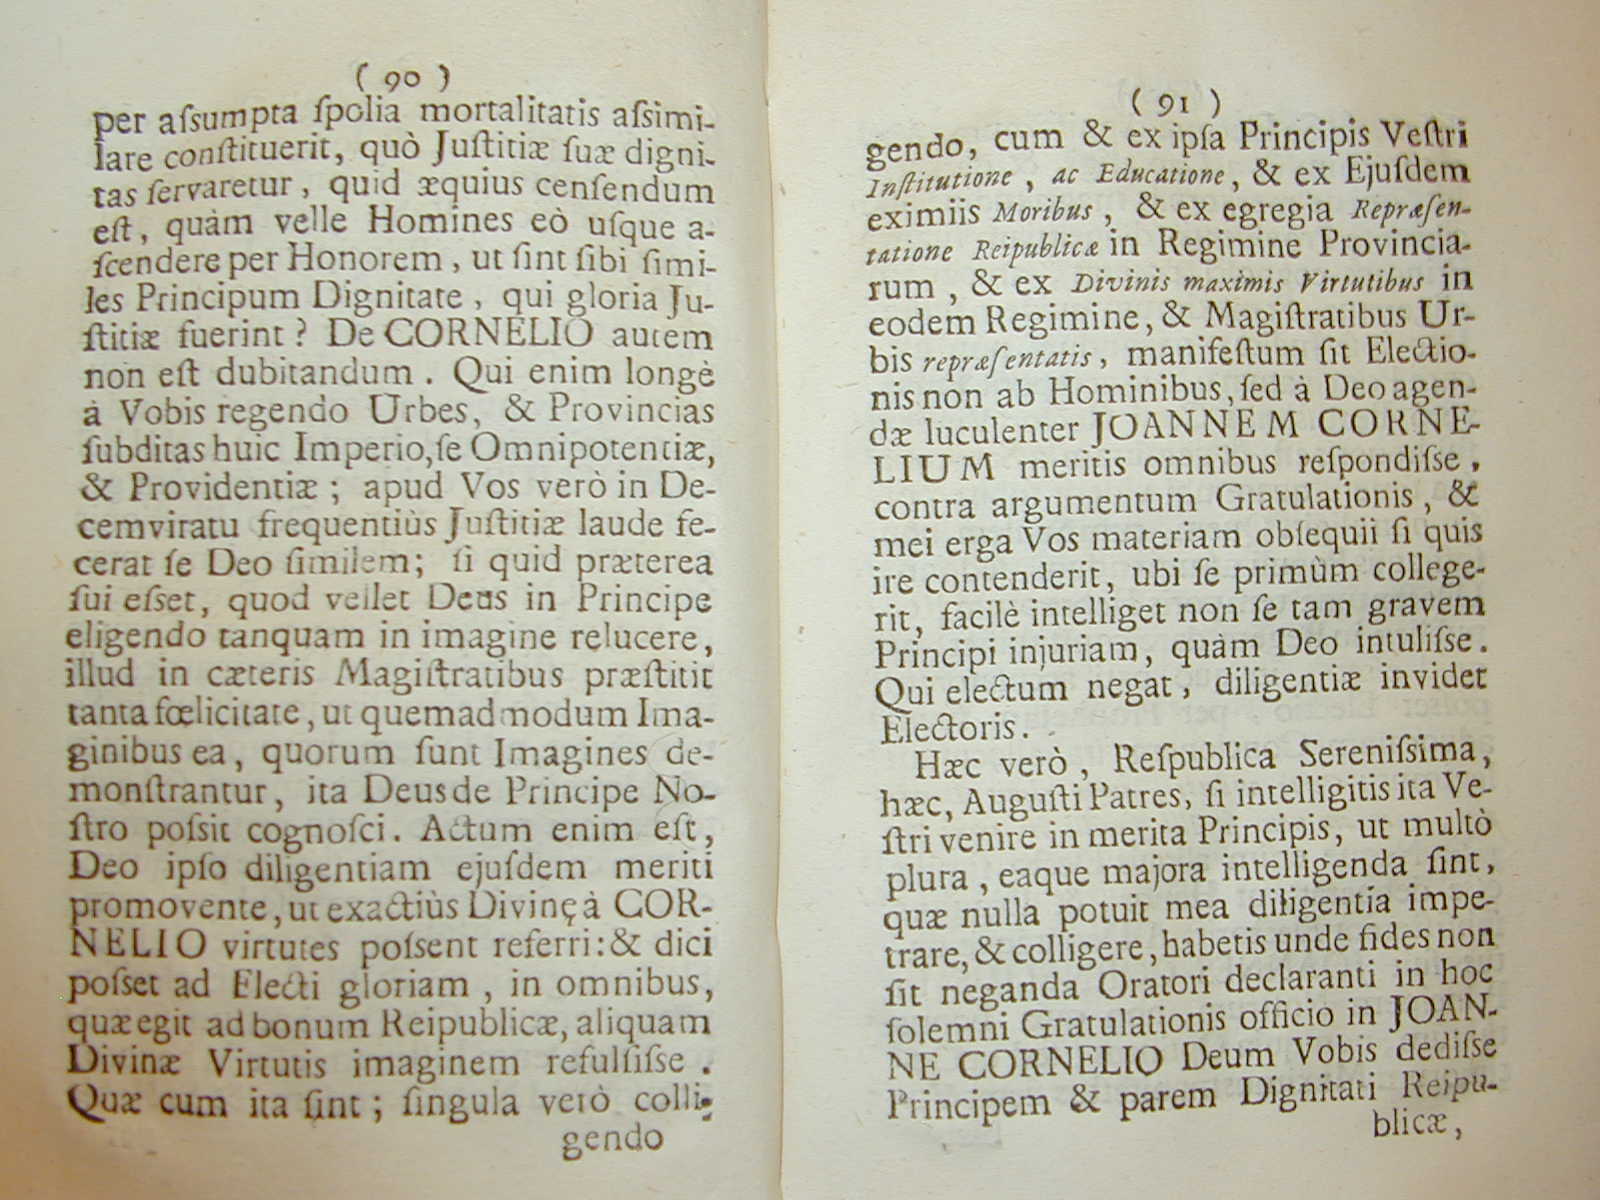 ( 90 )
per aſsumpta ſpolia mortalitatis aſsimi-
lare conſtituerit, quò Juſtitiæ ſuæ digni-
tas ſervaretur, quid æquius cenſendum
eſt, quàm velle Homines eò uſque a-
ſcendere per Honorem, ut ſint ſibi ſimi-
les Principum Dignitate, qui gloria Ju-
ſtitiæ fuerint? De CORNELIO autem
non eſt dubitandum. Qui enim longè
à Vobis regendo Urbes, & Provincias
ſubditas huic Imperio, ſe Omnipotentiæ,
& Providentiæ; apud Vos verò in De-
cemviratu frequentiùs Juſtitiæ laude fe-
cerat ſe Deo ſimilem; ſi quid præterea
ſui eſset, quod vellet Deus in Principe
eligendo tanquam in imagine relucere,
illud in cæteris Magiſtratibus præſtitit
tanta fœlicitate, ut quemadmodum Ima-
ginibus ea, quorum ſunt Imagines de-
monſtrantur, ita Deus de Principe No-
ſtro poſsit cognoſci. Actum enim eſt,
Deo ipſo diligentiam ejuſdem meriti
promovente, ut exactiùs Divinę à COR-
NELIO virtutes poſsent referri: & dici
poſset ad Electi gloriam, in omnibus,
quæ egit ad bonum Reipublicæ, aliquam
Divinæ Virtutis imaginem refulſiſse.
Quæ cum ita ſint; ſingula verò colli-
gendo
( 91 )
gendo, cum & ex ipſa Principis Veſtri
Inſtitutione, ac Educatione, & ex Ejuſdem
eximiis Moribus, & ex egregia Repræſen-
tatione Reipublicæ in Regimine Provincia-
rum, & ex Divinis maximis Virtutibus in
eodem Regimine, & Magiſtratibus Ur-
bis repræſentatis, manifeſtum ſit Electio-
nis non ab Hominibus, ſed à Deo agen-
dæ luculenter JOANNEM CORNE-
LIUM meritis omnibus reſpondiſse,
contra argumentum Gratulationis, &
mei erga Vos materiam obſequii ſi quis
ire contenderit, ubi ſe primùm college-
rit, facilè intelliget non ſe tam gravem
Principi injuriam, quàm Deo intuliſse.
Qui electum negat, diligentiæ invidet
Electoris.
Hæc verò, Reſpublica Sereniſsima,
hæc, Auguſti Patres, ſi intelligitis ita Ve-
ſtri venire in merita Principis, ut multò
plura, eaque majora intelligenda ſint,
quæ nulla potuit mea diligentia impe-
trare, & colligere, habetis unde fides non
ſit neganda Oratori declaranti in hoc
ſolemni Gratulationis officio in JOAN-
NE CORNELIO Deum Vobis dediſse
Principem & parem Dignitati Reipu-
blicæ,